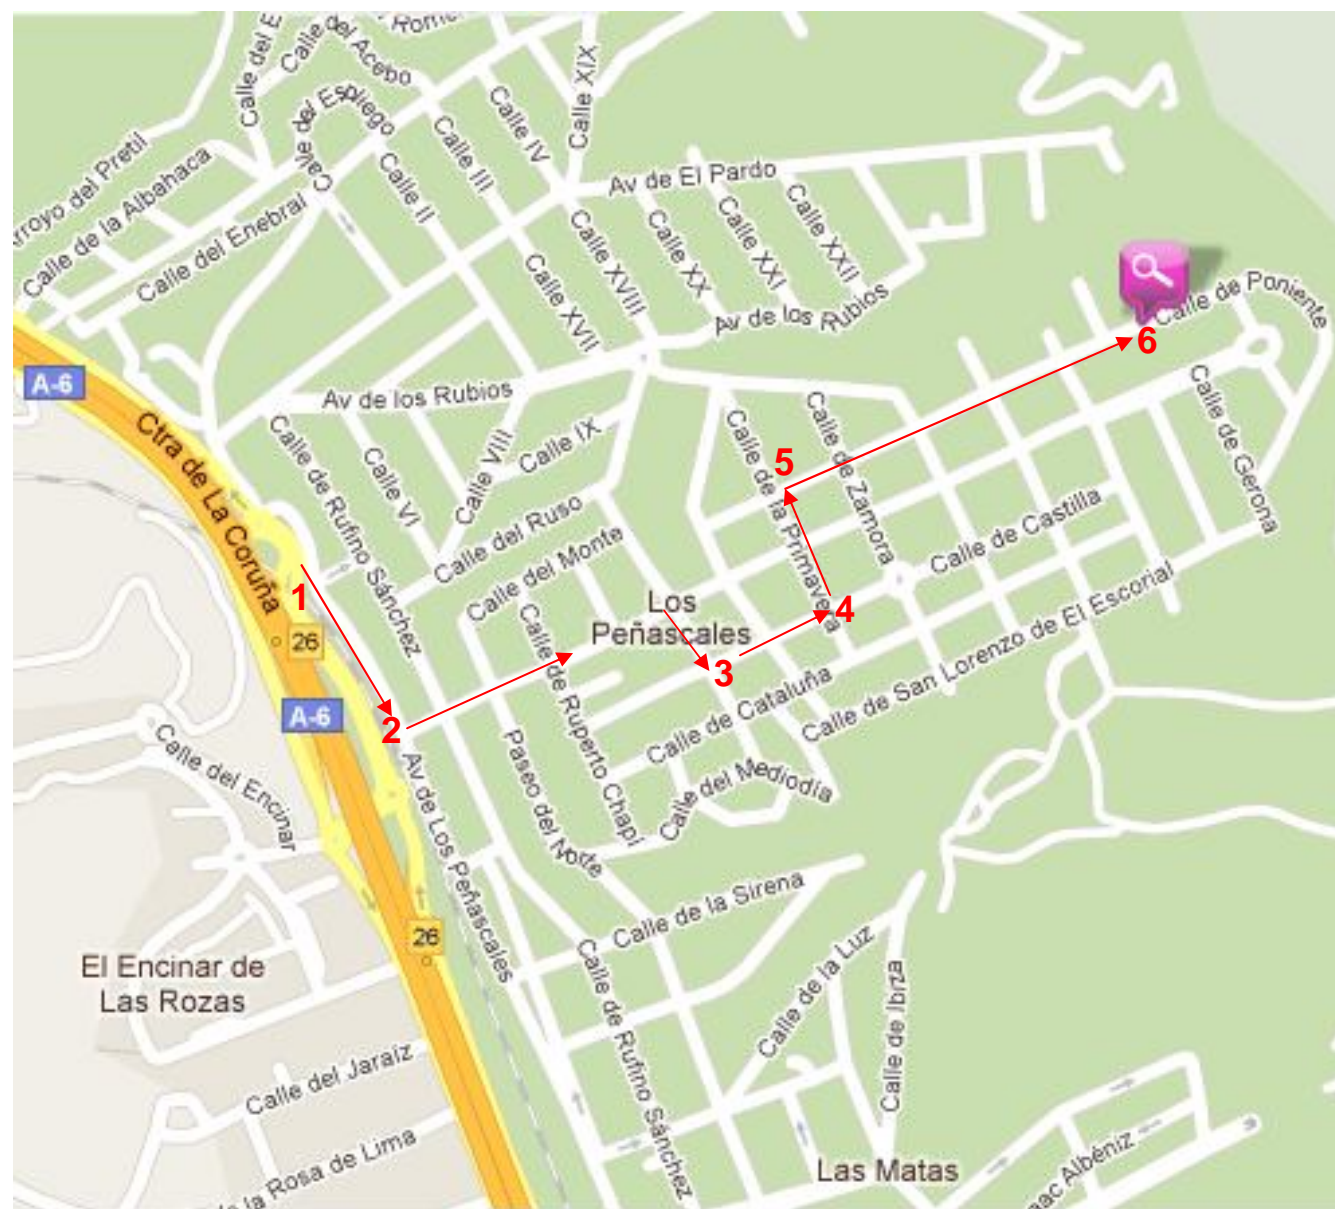 Calle del E
Calle del Acebo
Romer
Calle XIX
Calle del Espliego
Calle IV
Calle III
Calle II
Arroyo del Pretil
Calle de la Albahaca
Calle del Enebral
Av de El Pardo
Calle XVIII
Calle XVII
Calle XX
Calle XXI
Calle XXII
Av de los Rubios
Calle de Poniente
6
A-6
Av de los Rubios
Ctra de La Coruña
Calle de Rufino Sánchez
Calle VI
Calle VIII
Calle IX
Calle de la Primavera
Calle de Zamora
Calle de Gerona
5
Calle del Ruso
Calle del Monte
Calle de Castilla
1
26
Los
Peñascales
4
3
Calle de Ruperto Chapí
Calle de Cataluña
Calle de San Lorenzo de El Escorial
A-6
2
Calle del Encinar
Av de Los Peñascales
Paseo del Norte
Calle del Mediodía
Calle de la Sirena
26
El Encinar de
Las Rozas
Calle de Rufino Sánchez
Calle de la Luz
Calle de Ibiza
Calle del Jaraíz
de la Rosa de Lima
Las Matas
aac Albéniz